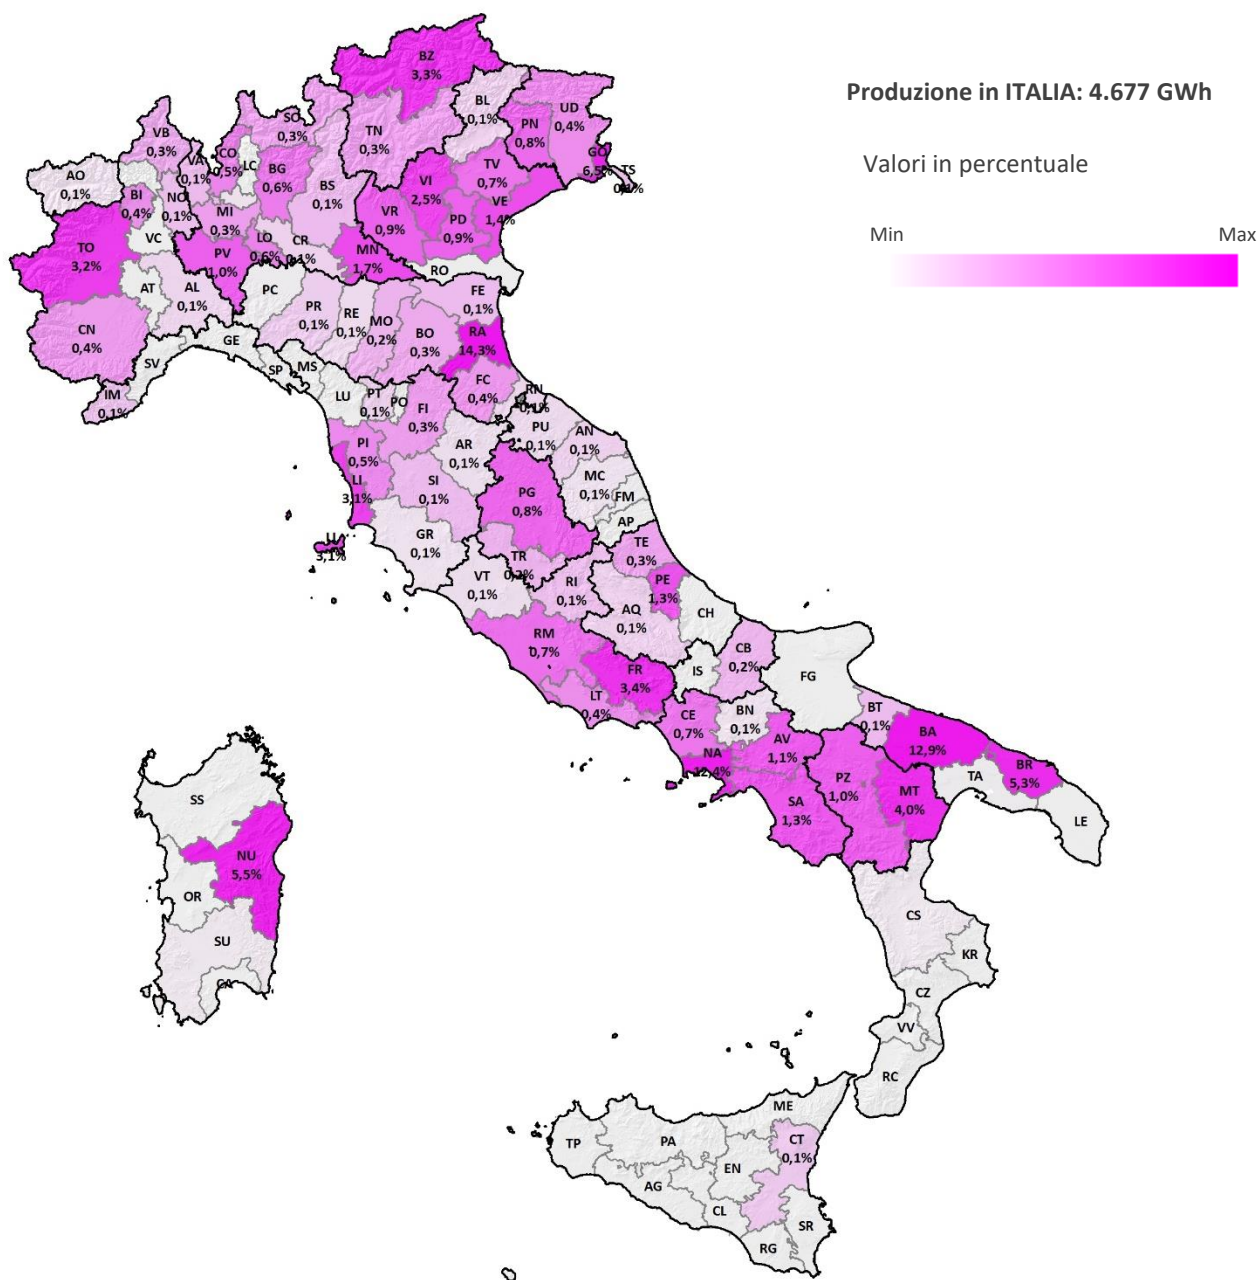 Produzione in ITALIA: 4.677 GWh
Valori in percentuale
Min Max
BZ
3,3%
BL
0,1%
UD
0,4%
PN
0,8%
GO
6,5%
TS
0,1%
SO
0,3%
TN
0,3%
VB
0,3%
VA
0,1%
CO
0,5%
LC
BG
0,6%
BS
0,1%
VI
2,5%
TV
0,7%
VE
1,4%
AO
0,1%
BI
0,4%
NO
0,1%
MI
0,3%
VR
0,9%
PD
0,9%
TO
3,2%
VC
PV
1,0%
LO
0,6%
CR
0,1%
MN
1,7%
RO
AT
AL
0,1%
PC
PR
0,1%
RE
0,1%
MO
0,2%
FE
0,1%
BO
0,3%
RA
14,3%
CN
0,4%
GE
SV
SP
MS
IM
0,1%
LU
PT
0,1%
PO
FI
0,3%
FC
0,4%
RN
0,1%
PU
0,1%
AN
0,1%
PI
0,5%
LI
3,1%
AR
0,1%
SI
0,1%
PG
0,8%
MC
0,1%
FM
AP
GR
0,1%
LI
3,1%
TR
0,2%
TE
0,3%
VT
0,1%
RI
0,1%
PE
1,3%
AQ
0,1%
CH
RM
0,7%
FR
3,4%
LT
0,4%
IS
CB
0,2%
FG
CE
0,7%
BN
0,1%
BT
0,1%
BA
12,9%
NA
12,4%
AV
1,1%
BR
5,3%
SA
1,3%
PZ
1,0%
MT
4,0%
TA
LE
SS
NU
5,5%
OR
SU
CA
CS
KR
CZ
VV
RC
ME
TP
PA
CT
0,1%
EN
AG
CL
SR
RG